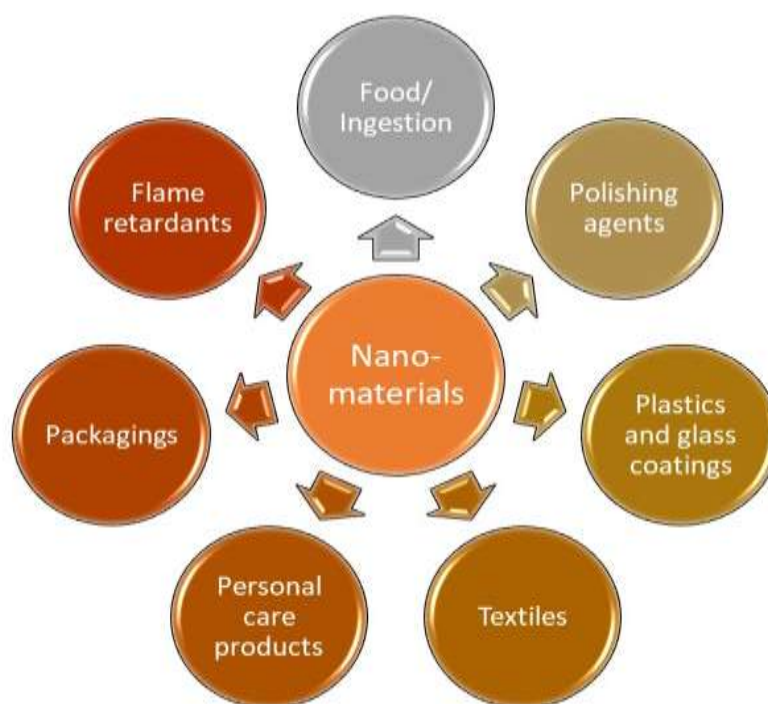 Food/
Ingestion
Polishing
agents
Plastics
and glass
coatings
Textiles
Personal
care
products
Packagings
Flame
retardants
Nano-
materials